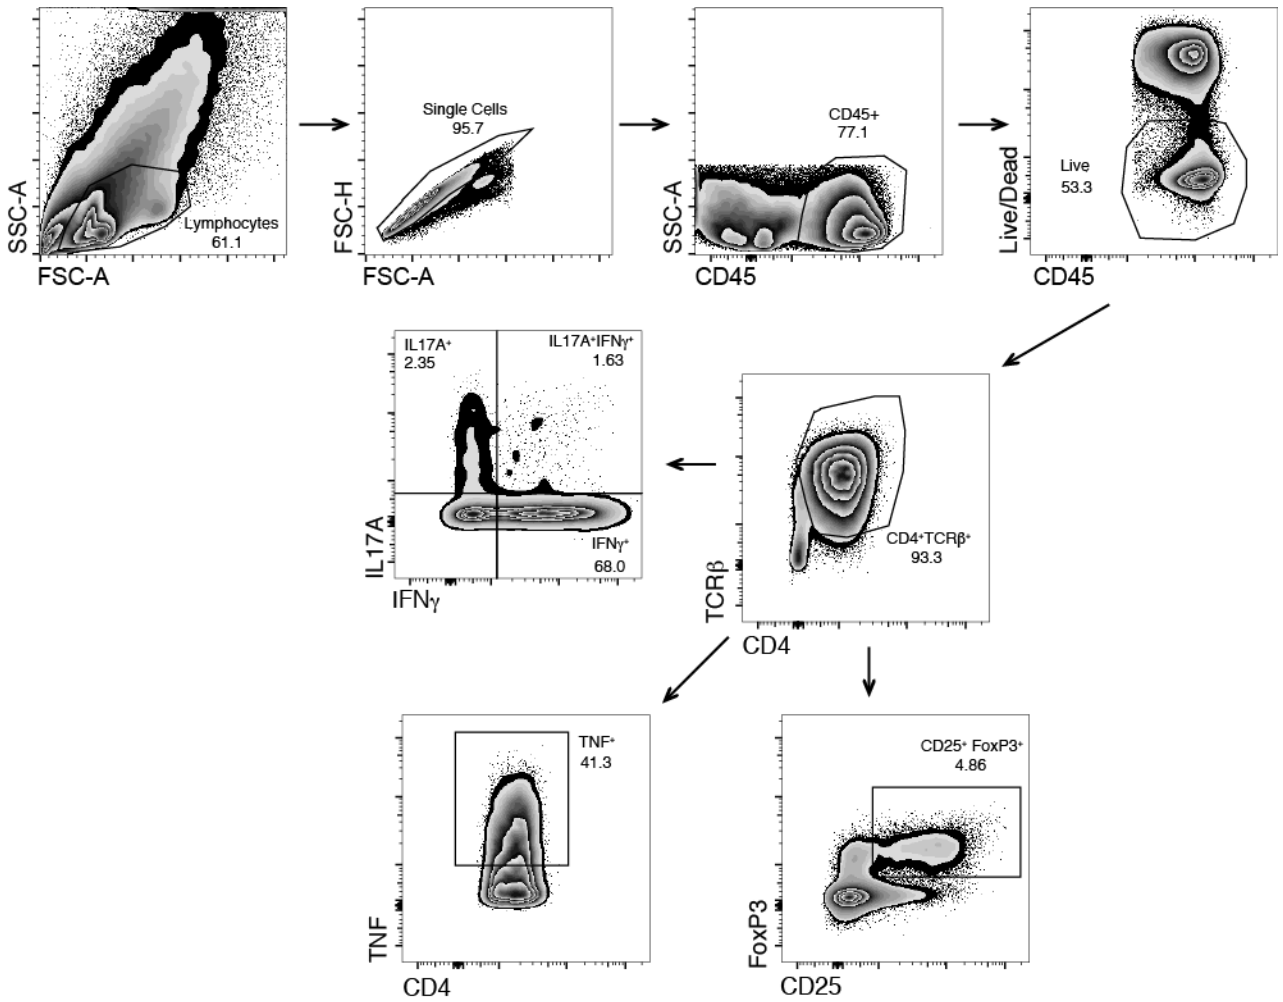 SSC-A
Lymphocytes
61.1
FSC-A
FSC-H
Single Cells
95.7
FSC-A
SSC-A
CD45+
77.1
CD45
Live/Dead
Live
53.3
CD45
IL17A
IL17A⁺
2.35
IL17A⁺IFNγ⁺
1.63
IFNγ⁺
68.0
IFNγ
TCRβ
CD4⁺TCRβ⁺
93.3
CD4
TNF
TNF⁺
41.3
CD4
FoxP3
CD25⁺ FoxP3⁺
4.86
CD25